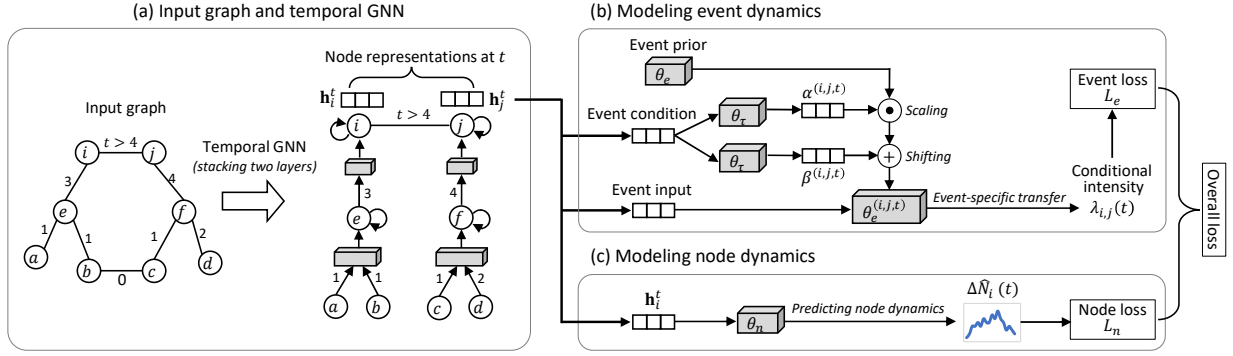 (a) Input graph and temporal GNN
Input graph
t > 4
i
j
3
4
e
f
1
1
1
2
a
b
c
d
0
Temporal GNN
(stacking two layers)
Node representations at t
h_i^t
h_j^t
i
t > 4
j
3
4
e
f
1
1
1
2
a
b
c
d
(b) Modeling event dynamics
Event prior
θ_e
Event condition
θ_τ
α^(i,j,t)
Scaling
θ_τ
β^(i,j,t)
+
Shifting
Event input
θ_e^(i,j,t)
Event-specific transfer
Conditional
intensity
λ_{i,j}(t)
Event loss
L_e
(c) Modeling node dynamics
h_i^t
θ_n
Predicting node dynamics
ΔN̂_i (t)
Node loss
L_n
Overall loss